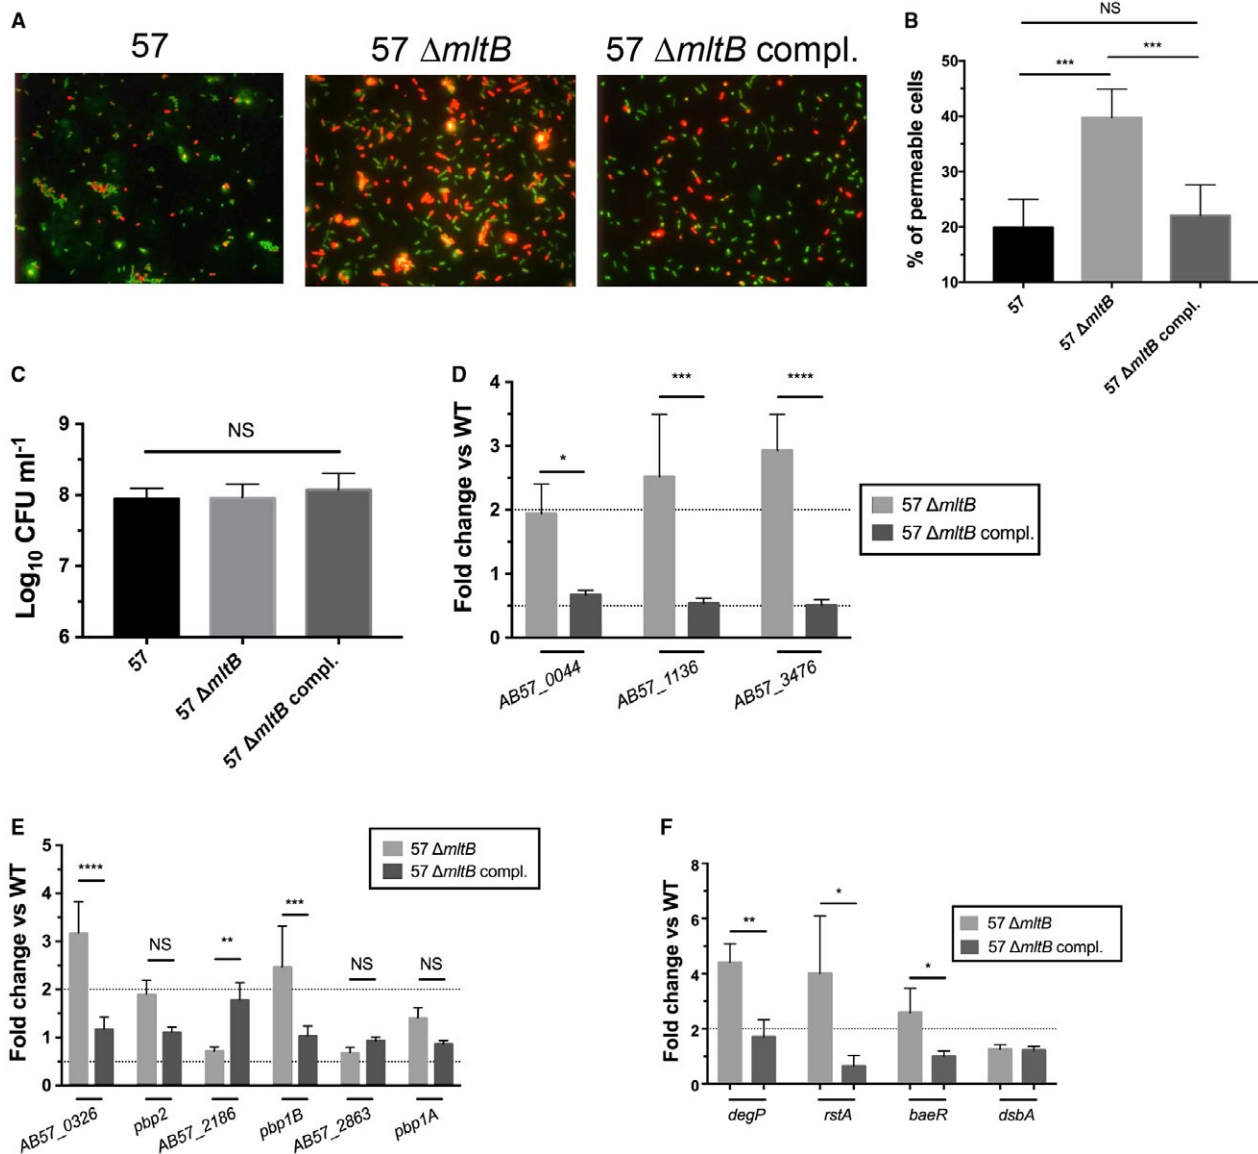 A
57
57 ΔmltB
57 ΔmltB compl.
B
NS
***
***
% of permeable cells
50
40
30
20
10
57
57 ΔmltB
57 ΔmltB compl.
C
Log10 CFU ml-1
9
8
7
6
NS
57
57 ΔmltB
57 ΔmltB compl.
D
Fold change vs WT
4
3
2
1
0
*
***
****
AB57_0044
AB57_1136
AB57_3476
57 ΔmltB
57 ΔmltB compl.
E
57 ΔmltB
57 ΔmltB compl.
Fold change vs WT
5
4
3
2
1
0
****
NS
**
***
NS
NS
AB57_0326
pbp2
AB57_2186
pbp1B
AB57_2863
pbp1A
F
Fold change vs WT
8
6
4
2
0
**
*
*
degP
rstA
baeR
dsbA
57 ΔmltB
57 ΔmltB compl.